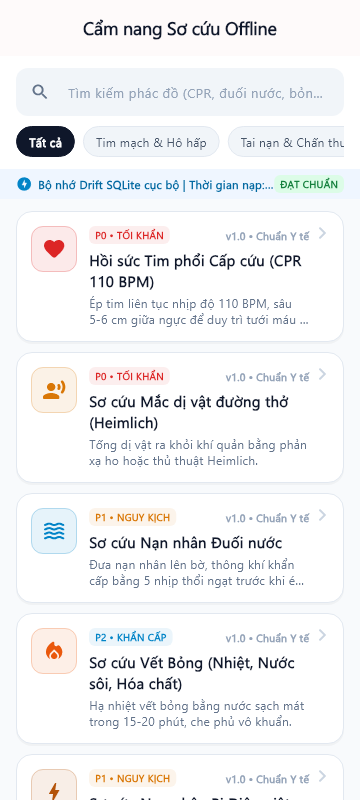 Cẩm nang Sơ cứu Offline
Tìm kiếm phác đồ (CPR, đuối nước, bỏn...
Tất cả
Tim mạch & Hô hấp
Tai nạn & Chấn thu
Bộ nhớ Drift SQLite cục bộ | Thời gian nạp:...
ĐẠT CHUẨN
P0 • TỐI KHẨN
v1.0 • Chuẩn Y tế
Hồi sức Tim phổi Cấp cứu (CPR
110 BPM)
Ép tim liên tục nhịp độ 110 BPM, sâu
5-6 cm giữa ngực để duy trì tưới máu ...
P0 • TỐI KHẨN
v1.0 • Chuẩn Y tế
Sơ cứu Mắc dị vật đường thở
(Heimlich)
Tống dị vật ra khỏi khí quản bằng phản
xạ ho hoặc thủ thuật Heimlich.
P1 • NGUY KỊCH
v1.0 • Chuẩn Y tế
Sơ cứu Nạn nhân Đuối nước
Đưa nạn nhân lên bờ, thông khí khẩn
cấp bằng 5 nhịp thổi ngạt trước khi é...
P2 • KHẨN CẤP
v1.0 • Chuẩn Y tế
Sơ cứu Vết Bỏng (Nhiệt, Nước
sôi, Hóa chất)
Hạ nhiệt vết bỏng bằng nước sạch mát
trong 15-20 phút, che phủ vô khuẩn.
P1 • NGUY KỊCH
v1.0 • Chuẩn Y tế